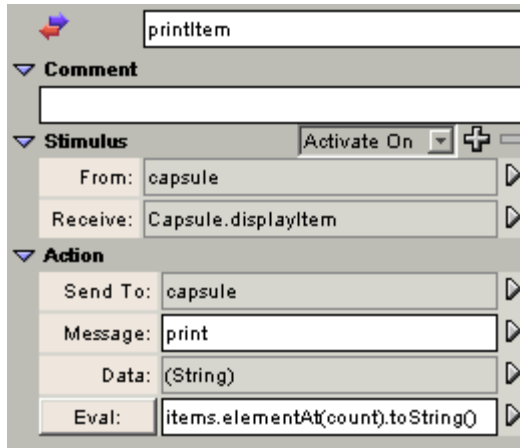 printItem
Comment
Stimulus Activate On
From: capsule
Receive: Capsule.displayItem
Action
Send To: capsule
Message: print
Data: (String)
Eval: items.elementAt(count).toString()